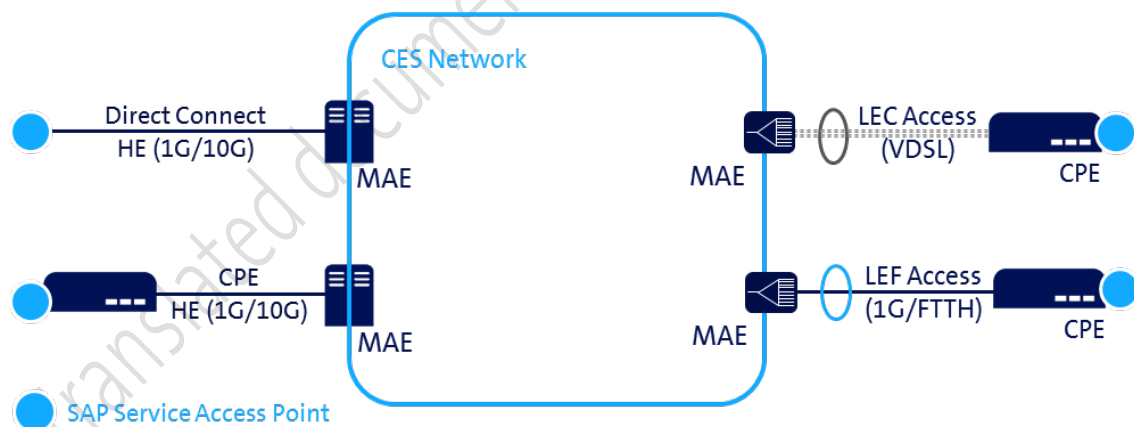 CES Network
Direct Connect
HE (1G/10G)
MAE
LEC Access
(VDSL)
MAE
CPE
CPE
HE (1G/10G)
MAE
LEF Access
(1G/FTTH)
MAE
CPE
SAP Service Access Point